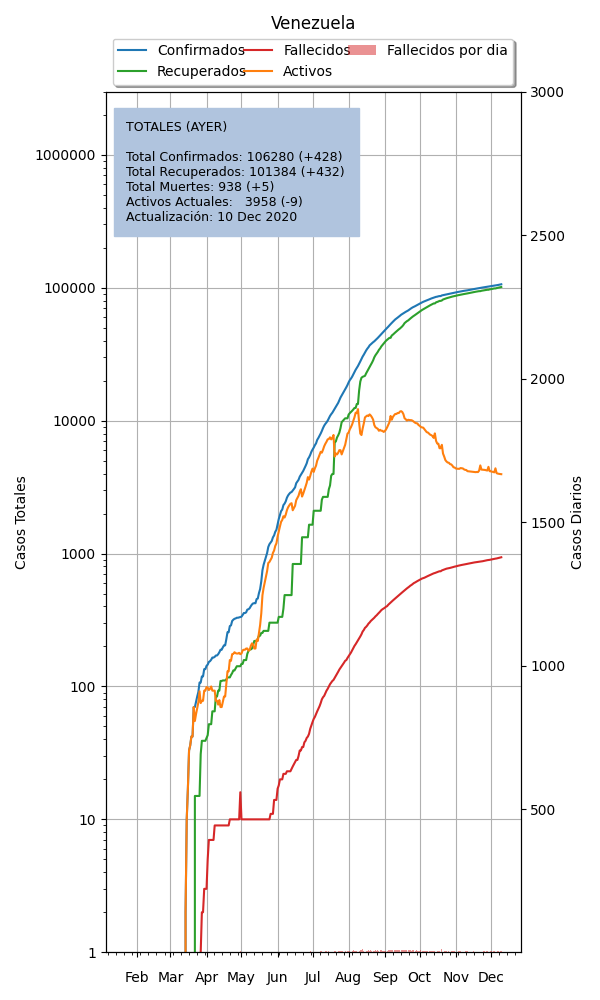 Venezuela
Confirmados Fallecidos Fallecidos por dia
Recuperados Activos
TOTALES (AYER)
Total Confirmados: 106280 (+428)
Total Recuperados: 101384 (+432)
Total Muertes: 938 (+5)
Activos Actuales: 3958 (-9)
Actualización: 10 Dec 2020
Casos Totales
1000000
100000
10000
1000
100
10
1
3000
2500
2000
1500
1000
500
Casos Diarios
Feb Mar Apr May Jun Jul Aug Sep Oct Nov Dec